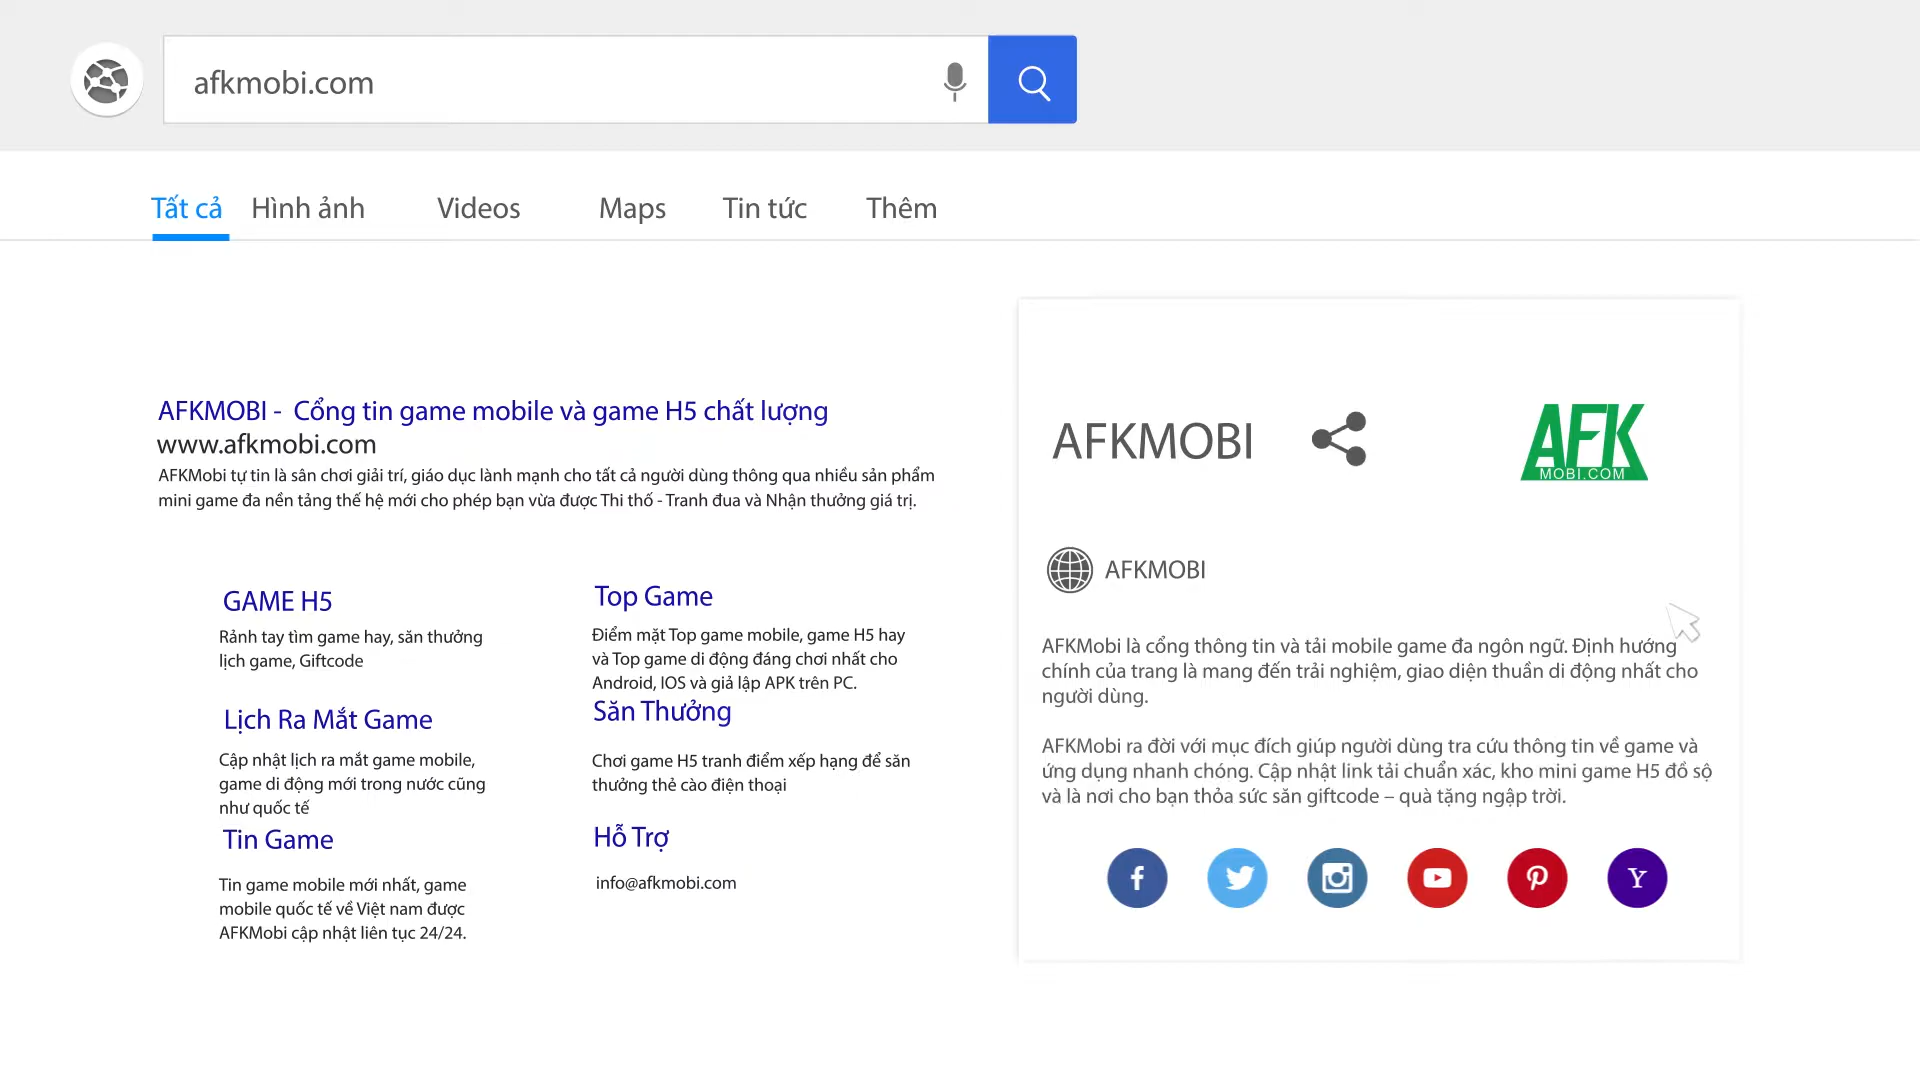 afkmobi.com
Tất cả
Hình ảnh
Videos
Maps
Tin tức
Thêm
AFKMOBI - Cổng tin game mobile và game H5 chất lượng
www.afkmobi.com
AFKMobi tự tin là sân chơi giải trí, giáo dục lành mạnh cho tất cả người dùng thông qua nhiều sản phẩm
mini game đa nền tảng thế hệ mới cho phép bạn vừa được Thi thố - Tranh đua và Nhận thưởng giá trị.
GAME H5
Rảnh tay tìm game hay, săn thưởng
lịch game, Giftcode
Lịch Ra Mắt Game
Cập nhật lịch ra mắt game mobile,
game di động mới trong nước cũng
như quốc tế
Tin Game
Tin game mobile mới nhất, game
mobile quốc tế về Việt nam được
AFKMobi cập nhật liên tục 24/24.
Top Game
Điểm mặt Top game mobile, game H5 hay
và Top game di động đáng chơi nhất cho
Android, IOS và giả lập APK trên PC.
Săn Thưởng
Chơi game H5 tranh điểm xếp hạng để săn
thưởng thẻ cào điện thoại
Hỗ Trợ
info@afkmobi.com
AFKMOBI
AFK
MOBI.COM
AFKMOBI
AFKMobi là cổng thông tin và tải mobile game đa ngôn ngữ. Định hướng
chính của trang là mang đến trải nghiệm, giao diện thuần di động nhất cho
người dùng.
AFKMobi ra đời với mục đích giúp người dùng tra cứu thông tin về game và
ứng dụng nhanh chóng. Cập nhật link tải chuẩn xác, kho mini game H5 đồ sộ
và là nơi cho bạn thỏa sức săn giftcode – quà tặng ngập trời.